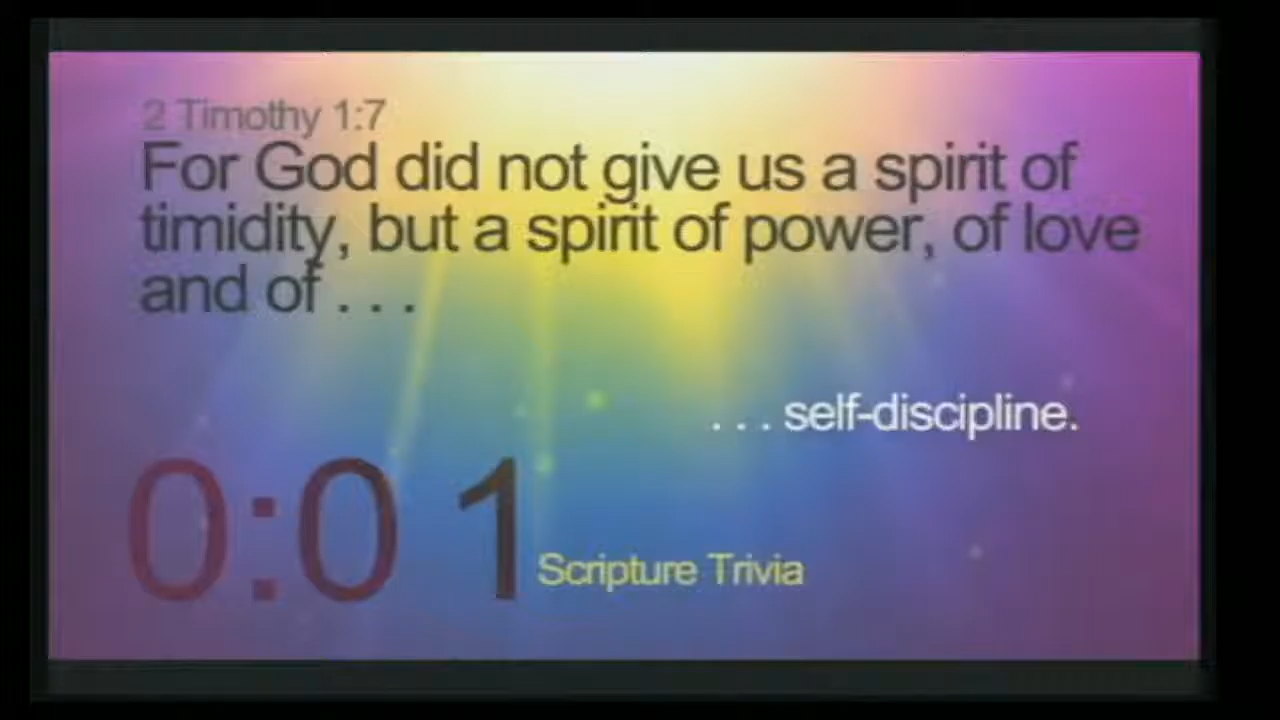 2 Timothy 1:7
For God did not give us a spirit of
timidity, but a spirit of power, of love
and of . . .
. . . self-discipline.
0:01
Scripture Trivia